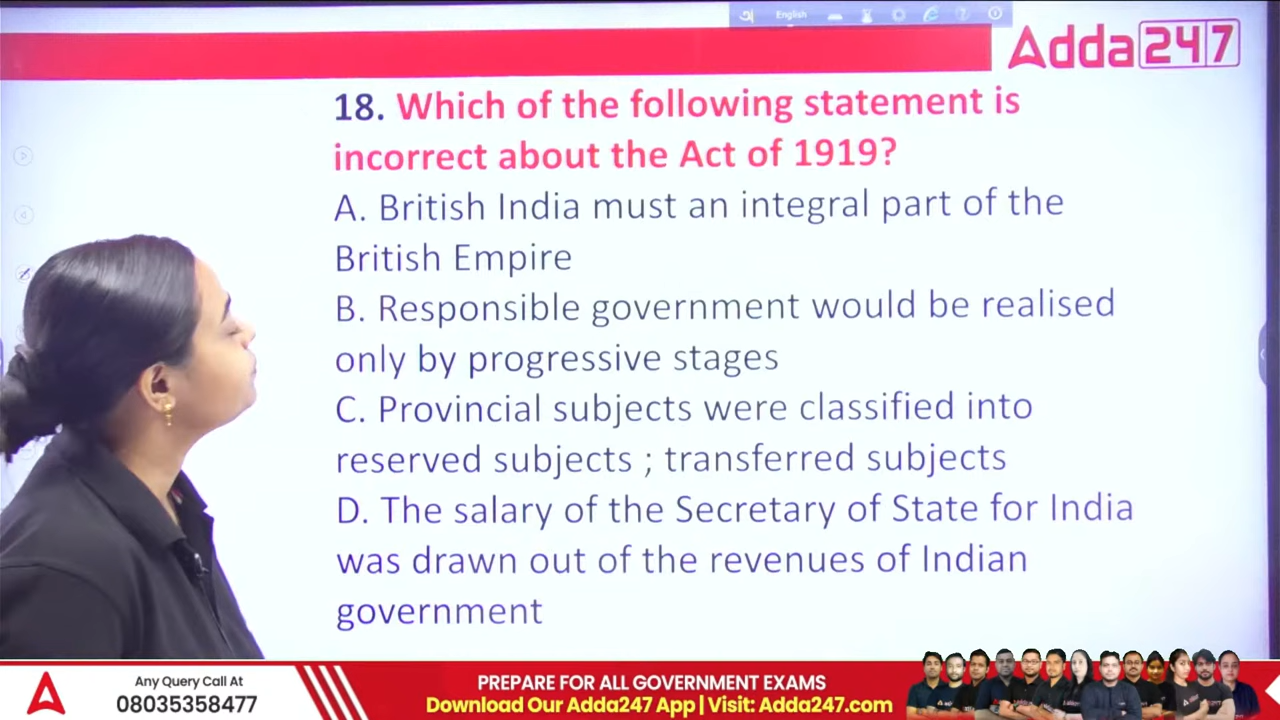 English
Adda247
18. Which of the following statement is
incorrect about the Act of 1919?
A. British India must an integral part of the
British Empire
B. Responsible government would be realised
only by progressive stages
C. Provincial subjects were classified into
reserved subjects ; transferred subjects
D. The salary of the Secretary of State for India
was drawn out of the revenues of Indian
government
Any Query Call At
08035358477
PREPARE FOR ALL GOVERNMENT EXAMS
Download Our Adda247 App | Visit: Adda247.com